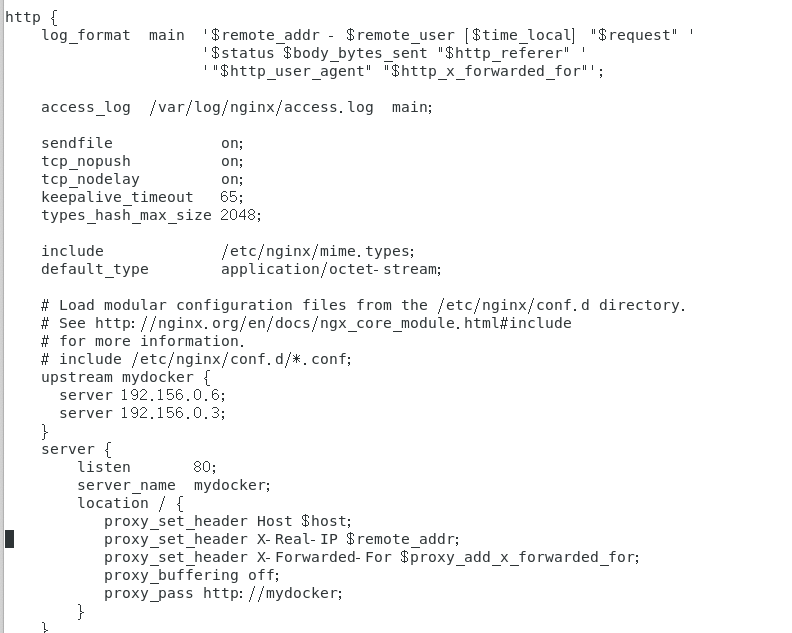 http {
    log_format  main  '$remote_addr - $remote_user [$time_local] "$request" '
                      '$status $body_bytes_sent "$http_referer" '
                      '"$http_user_agent" "$http_x_forwarded_for"';
    access_log  /var/log/nginx/access.log  main;
    sendfile            on;
    tcp_nopush          on;
    tcp_nodelay         on;
    keepalive_timeout   65;
    types_hash_max_size 2048;
    include             /etc/nginx/mime.types;
    default_type        application/octet-stream;
    # Load modular configuration files from the /etc/nginx/conf.d directory.
    # See http://nginx.org/en/docs/ngx_core_module.html#include
    # for more information.
    # include /etc/nginx/conf.d/*.conf;
    upstream mydocker {
      server 192.156.0.6;
      server 192.156.0.3;
    }
    server {
        listen       80;
        server_name  mydocker;
        location / {
           proxy_set_header Host $host;
           proxy_set_header X-Real-IP $remote_addr;
           proxy_set_header X-Forwarded-For $proxy_add_x_forwarded_for;
           proxy_buffering off;
           proxy_pass http://mydocker;
        }
    }